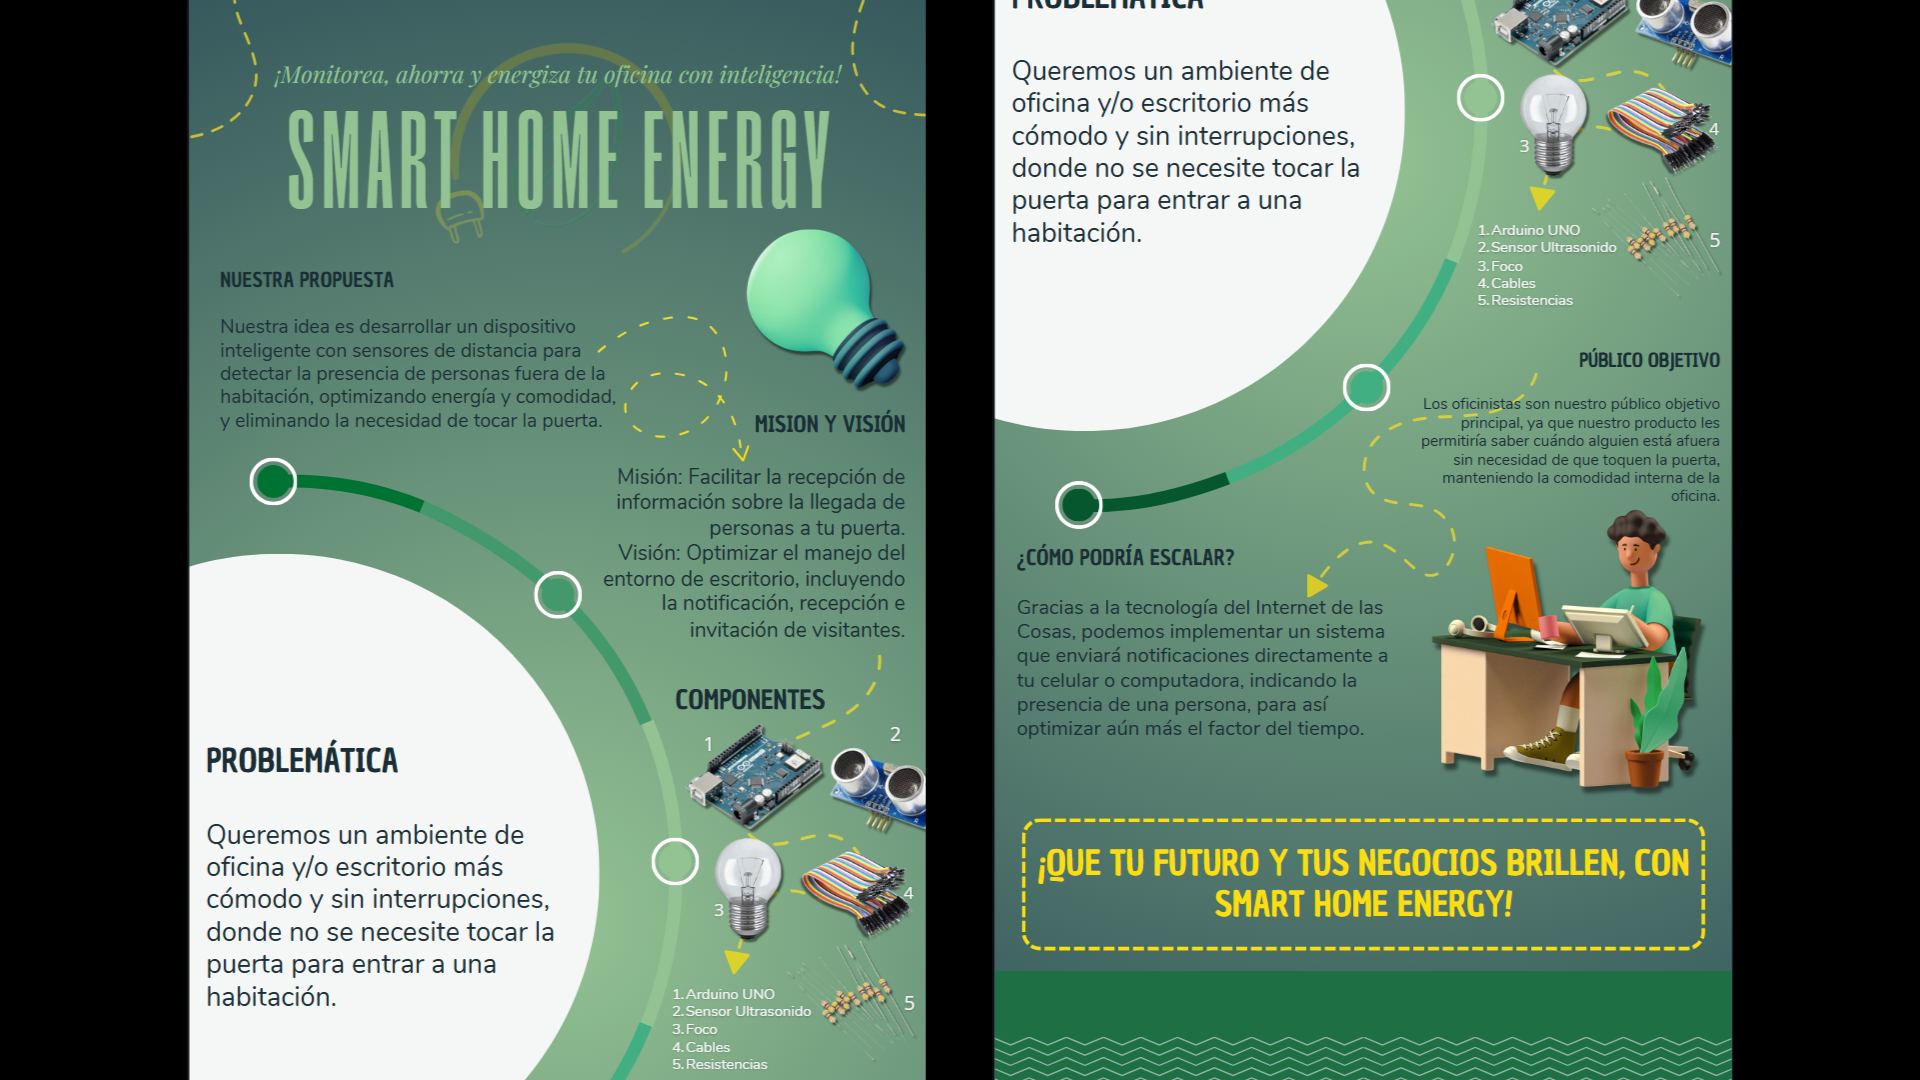 ¡Monitorea, ahorra y energiza tu oficina con inteligencia!
SMART HOME ENERGY
NUESTRA PROPUESTA
Nuestra idea es desarrollar un dispositivo
inteligente con sensores de distancia para
detectar la presencia de personas fuera de la
habitación, optimizando energía y comodidad,
y eliminando la necesidad de tocar la puerta.
MISION Y VISIÓN
Misión: Facilitar la recepción de
información sobre la llegada de
personas a tu puerta.
Visión: Optimizar el manejo del
entorno de escritorio, incluyendo
la notificación, recepción e
invitación de visitantes.
COMPONENTES
1
2
3
4
5
1. Arduino UNO
2. Sensor Ultrasonido
3. Foco
4. Cables
5. Resistencias
PROBLEMÁTICA
Queremos un ambiente de
oficina y/o escritorio más
cómodo y sin interrupciones,
donde no se necesite tocar la
puerta para entrar a una
habitación.
PROBLEMÁTICA
Queremos un ambiente de
oficina y/o escritorio más
cómodo y sin interrupciones,
donde no se necesite tocar la
puerta para entrar a una
habitación.
3
4
5
1. Arduino UNO
2. Sensor Ultrasonido
3. Foco
4. Cables
5. Resistencias
PÚBLICO OBJETIVO
Los oficinistas son nuestro público objetivo
principal, ya que nuestro producto les
permitiría saber cuándo alguien está afuera
sin necesidad de que toquen la puerta,
manteniendo la comodidad interna de la
oficina.
¿CÓMO PODRÍA ESCALAR?
Gracias a la tecnología del Internet de las
Cosas, podemos implementar un sistema
que enviará notificaciones directamente a
tu celular o computadora, indicando la
presencia de una persona, para así
optimizar aún más el factor del tiempo.
¡QUE TU FUTURO Y TUS NEGOCIOS BRILLEN, CON
SMART HOME ENERGY!